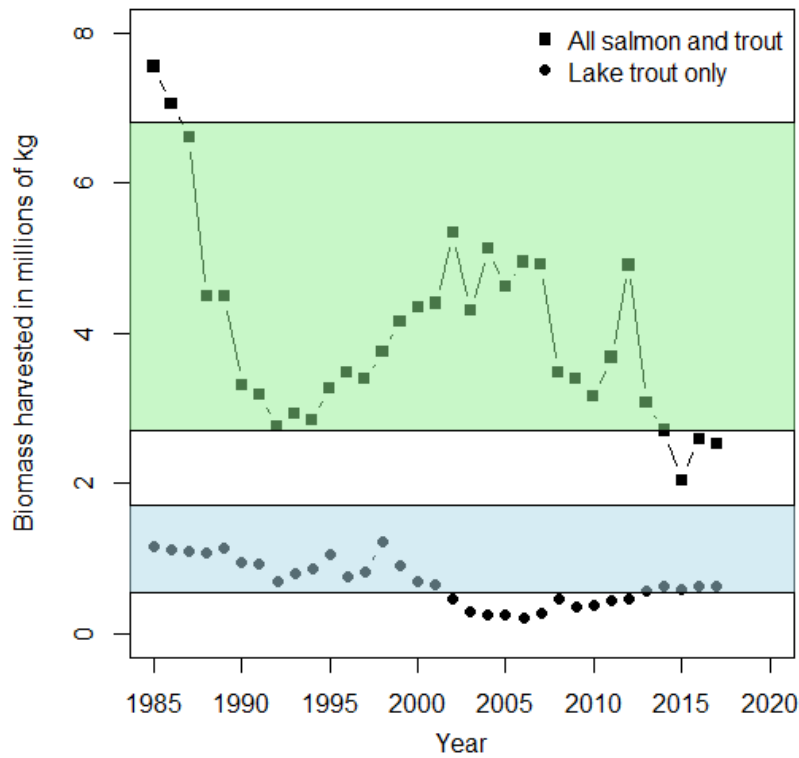 All salmon and trout
Lake trout only
Biomass harvested in millions of kg
8
6
4
2
0
1985 1990 1995 2000 2005 2010 2015 2020
Year